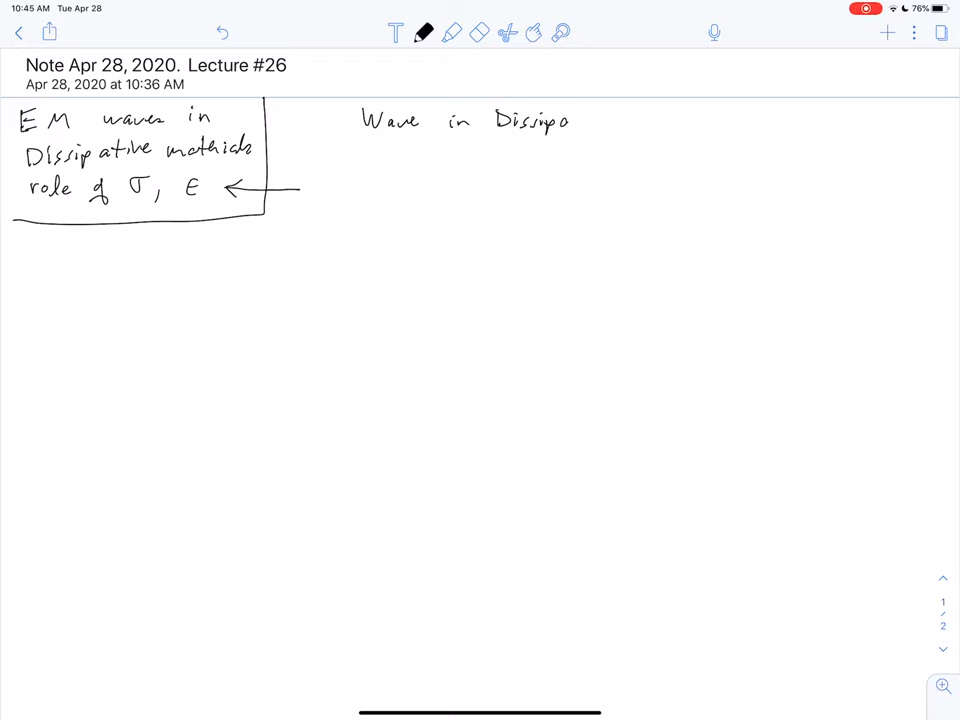 10:45 AM Tue Apr 28
76%
T
Note Apr 28, 2020. Lecture #26
Apr 28, 2020 at 10:36 AM
EM waves in
Dissipative materials
role of σ, ϵ ←
Wave in Dissipa
1
/
2